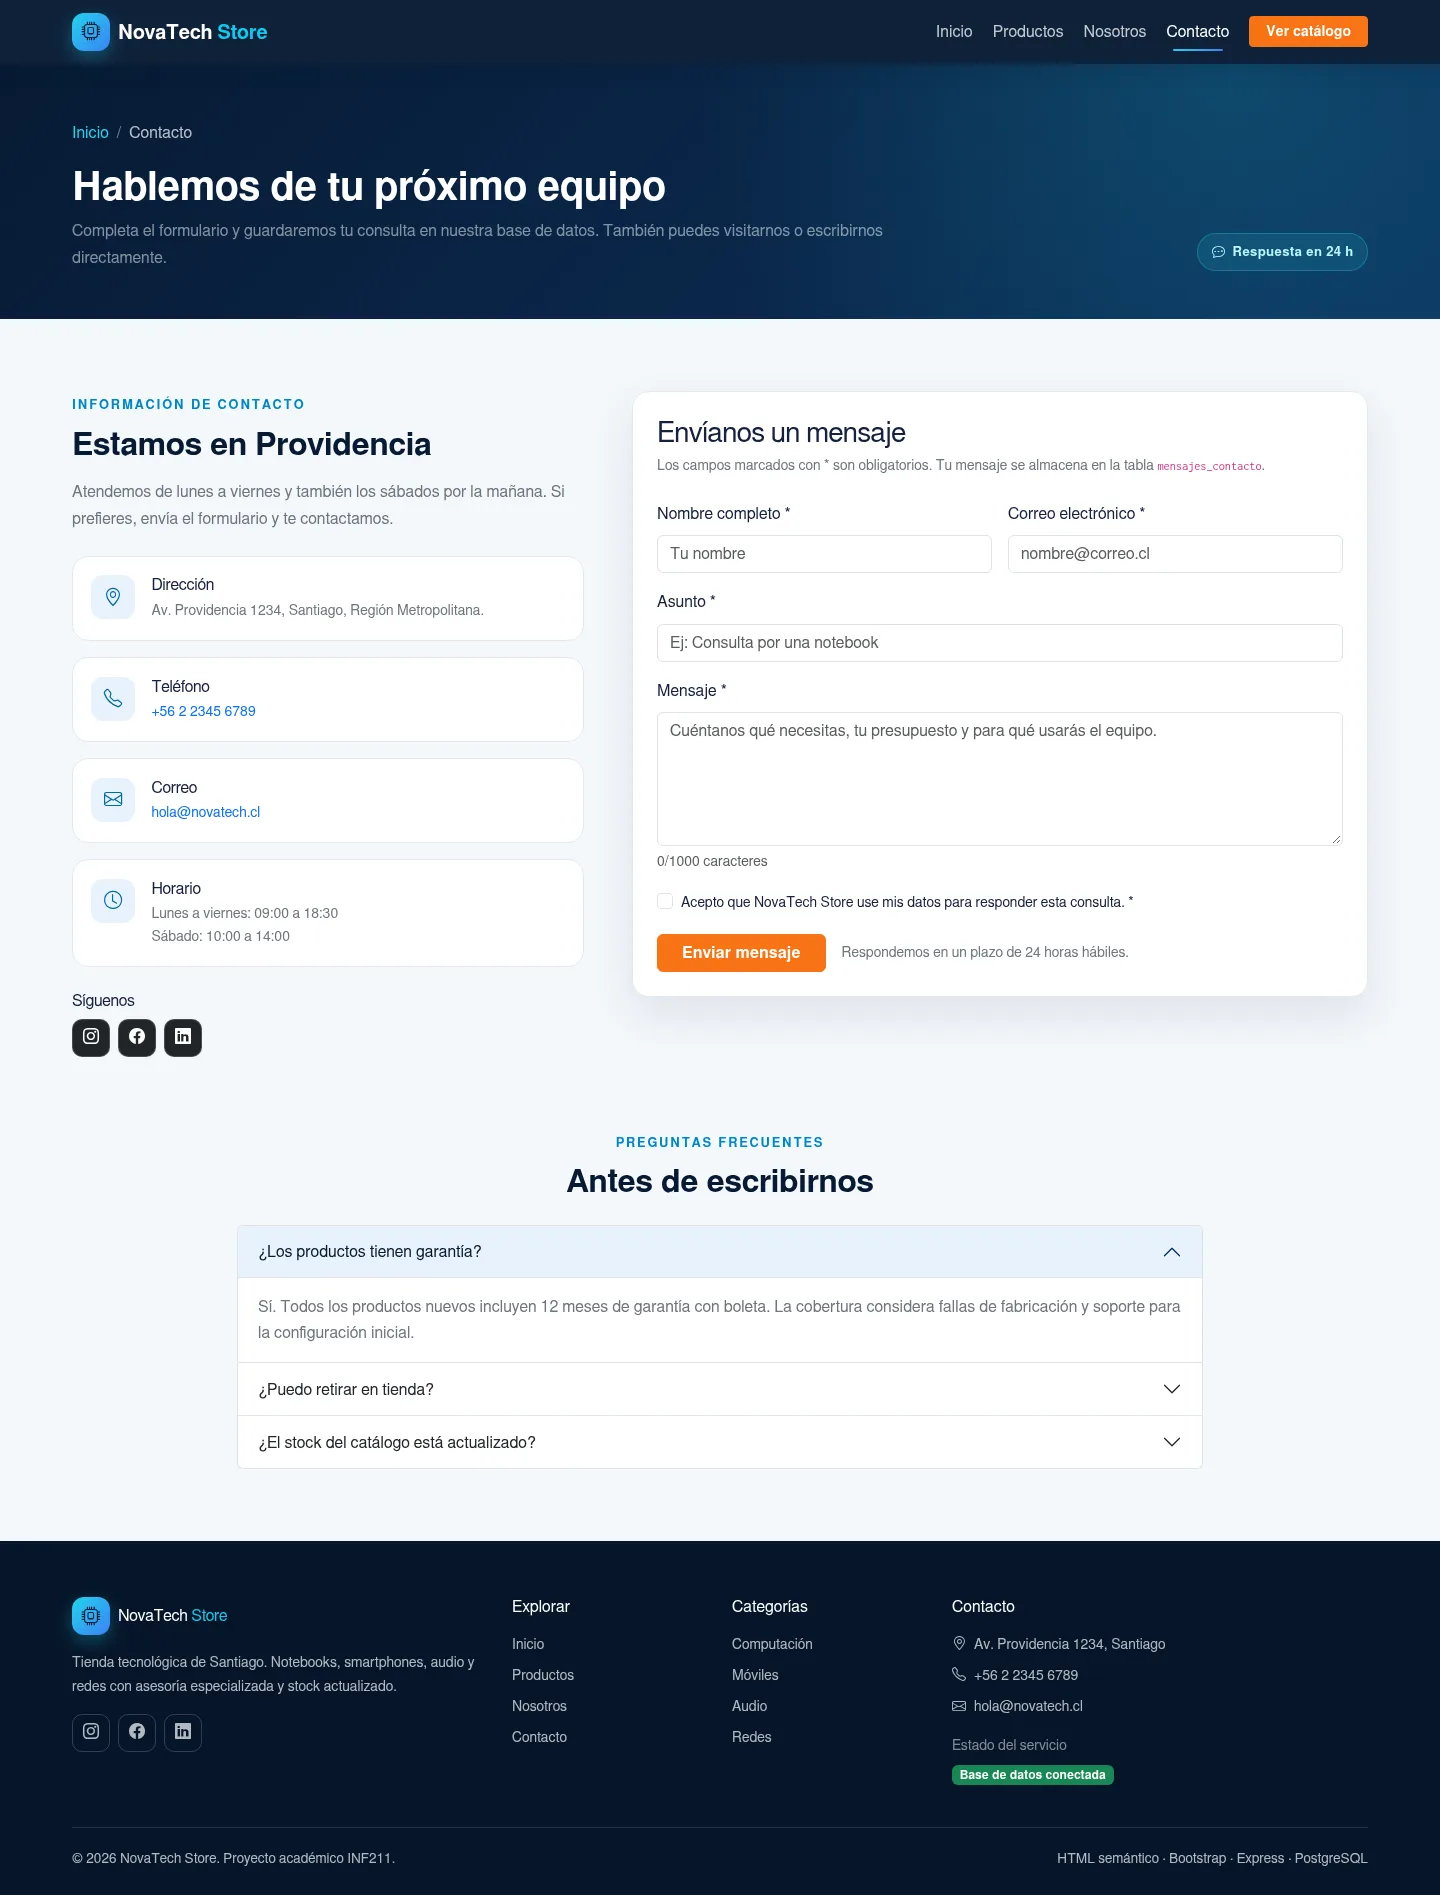 NovaTech Store
Inicio
Productos
Nosotros
Contacto
Ver catálogo
Inicio / Contacto
Hablemos de tu próximo equipo
Completa el formulario y guardaremos tu consulta en nuestra base de datos. También puedes visitarnos o escribirnos
directamente.
Respuesta en 24 h
INFORMACIÓN DE CONTACTO
Estamos en Providencia
Atendemos de lunes a viernes y también los sábados por la mañana. Si
prefieres, envía el formulario y te contactamos.
Dirección
Av. Providencia 1234, Santiago, Región Metropolitana.
Teléfono
+56 2 2345 6789
Correo
hola@novatech.cl
Horario
Lunes a viernes: 09:00 a 18:30
Sábado: 10:00 a 14:00
Síguenos
Envíanos un mensaje
Los campos marcados con * son obligatorios. Tu mensaje se almacena en la tabla mensajes_contacto.
Nombre completo *
Tu nombre
Correo electrónico *
nombre@correo.cl
Asunto *
Ej: Consulta por una notebook
Mensaje *
Cuéntanos qué necesitas, tu presupuesto y para qué usarás el equipo.
0/1000 caracteres
Acepto que NovaTech Store use mis datos para responder esta consulta. *
Enviar mensaje
Respondemos en un plazo de 24 horas hábiles.
PREGUNTAS FRECUENTES
Antes de escribirnos
¿Los productos tienen garantía?
Sí. Todos los productos nuevos incluyen 12 meses de garantía con boleta. La cobertura considera fallas de fabricación y soporte para
la configuración inicial.
¿Puedo retirar en tienda?
¿El stock del catálogo está actualizado?
NovaTech Store
Tienda tecnológica de Santiago. Notebooks, smartphones, audio y
redes con asesoría especializada y stock actualizado.
Explorar
Inicio
Productos
Nosotros
Contacto
Categorías
Computación
Móviles
Audio
Redes
Contacto
Av. Providencia 1234, Santiago
+56 2 2345 6789
hola@novatech.cl
Estado del servicio
Base de datos conectada
© 2026 NovaTech Store. Proyecto académico INF211.
HTML semántico · Bootstrap · Express · PostgreSQL